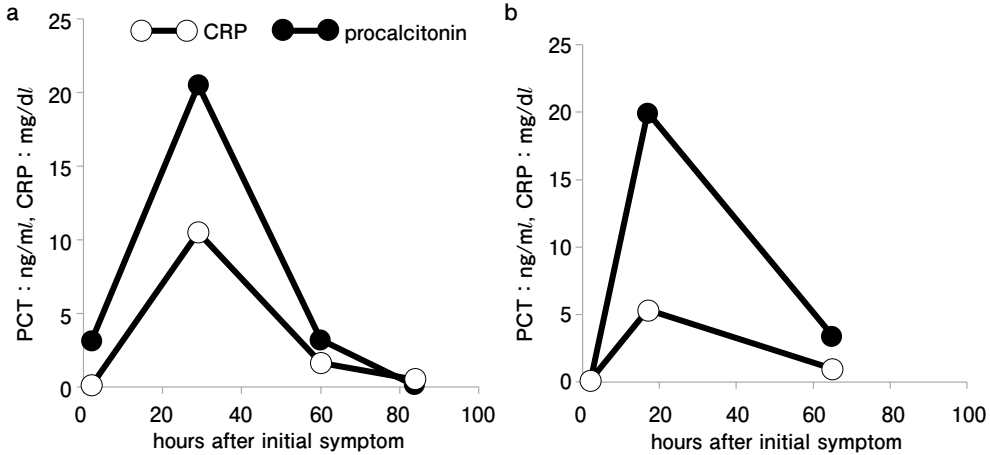 a
CRP
procalcitonin
PCT : ng/ml, CRP : mg/dl
25
20
15
10
5
0
0 20 40 60 80 100
hours after initial symptom
b
PCT : ng/ml, CRP : mg/dl
25
20
15
10
5
0
0 20 40 60 80 100
hours after initial symptom